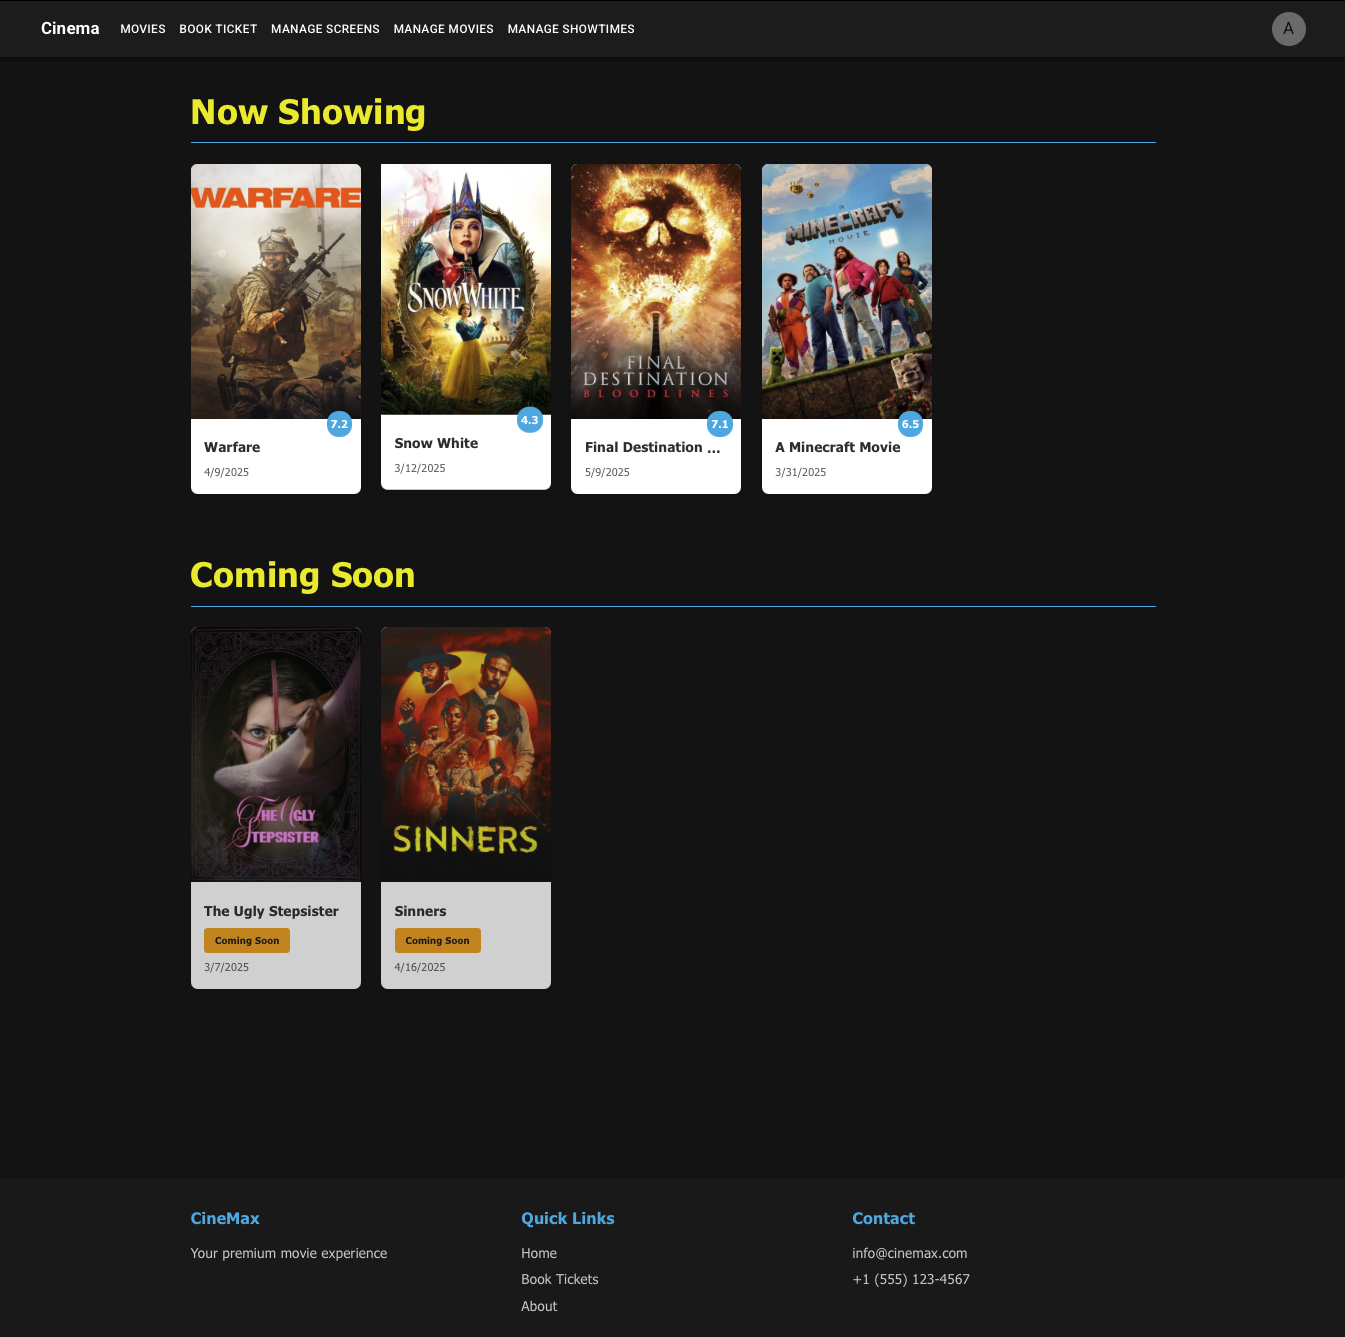 Cinema MOVIES BOOK TICKET MANAGE SCREENS MANAGE MOVIES MANAGE SHOWTIMES A
Now Showing
WARFARE
SNOW WHITE
FINAL
DESTINATION
BLOODLINES
A
MINECRAFT
MOVIE
7.2
4.3
7.1
6.5
Warfare
4/9/2025
Snow White
3/12/2025
Final Destination ...
5/9/2025
A Minecraft Movie
3/31/2025
Coming Soon
THE UGLY
STEPSISTER
SINNERS
The Ugly Stepsister
Coming Soon
3/7/2025
Sinners
Coming Soon
4/16/2025
CineMax
Your premium movie experience
Quick Links
Home
Book Tickets
About
Contact
info@cinemax.com
+1 (555) 123-4567